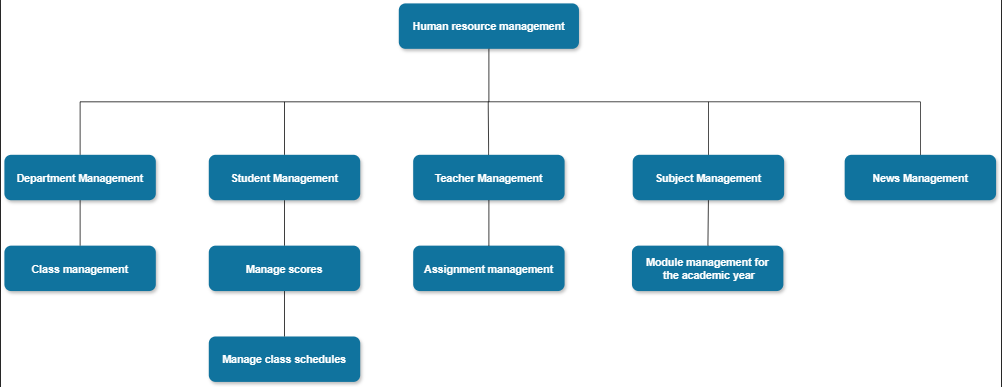 Human resource management
Department Management
Student Management
Teacher Management
Subject Management
News Management
Class management
Manage scores
Assignment management
Module management for
the academic year
Manage class schedules